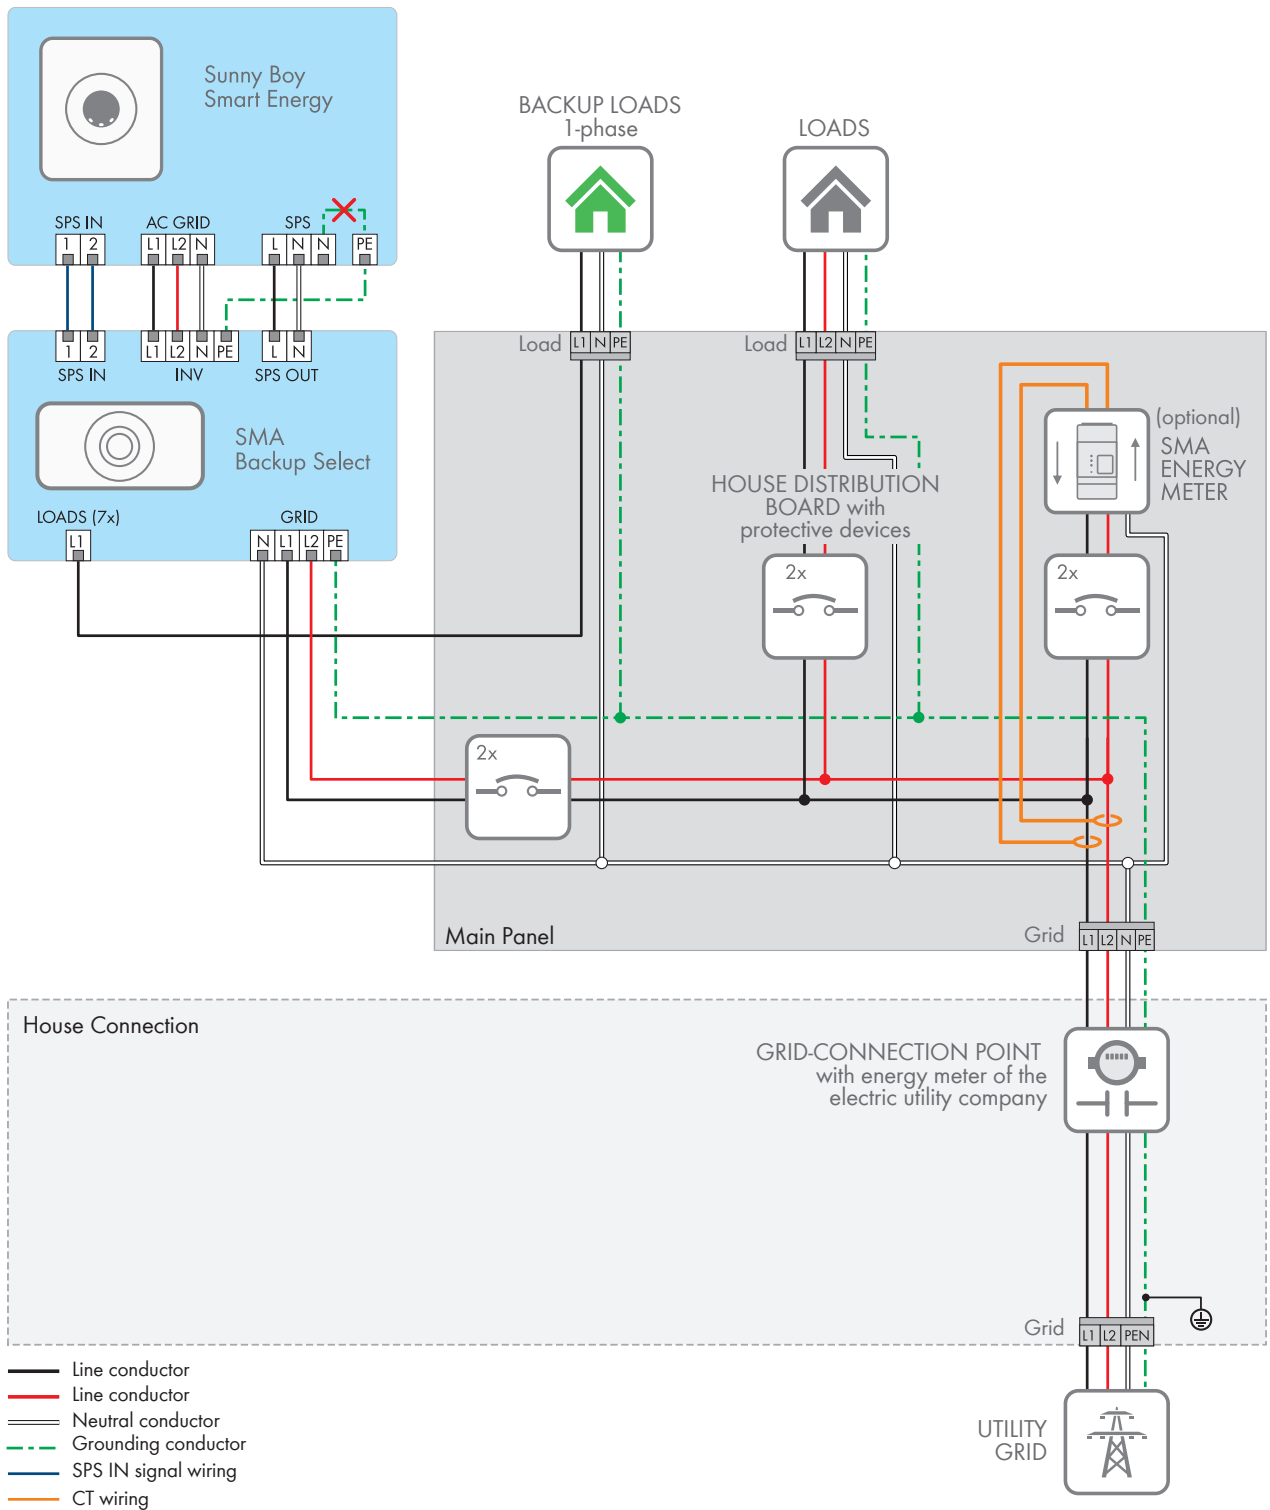 Sunny Boy
Smart Energy
SPS IN
AC GRID
SPS
1 2
L1 L2 N
L N N
PE
1 2
L1 L2 N PE
L N
SPS IN
INV
SPS OUT
SMA
Backup Select
LOADS (7x)
GRID
L1
N L1 L2 PE
BACKUP LOADS
1-phase
LOADS
Load
L1 N PE
Load
L1 L2 N PE
(optional)
SMA
ENERGY
METER
HOUSE DISTRIBUTION
BOARD with
protective devices
2x
2x
2x
Main Panel
Grid
L1 L2 N PE
House Connection
GRID-CONNECTION POINT
with energy meter of the
electric utility company
Grid
L1 L2 PEN
UTILITY
GRID
Line conductor
Line conductor
Neutral conductor
Grounding conductor
SPS IN signal wiring
CT wiring